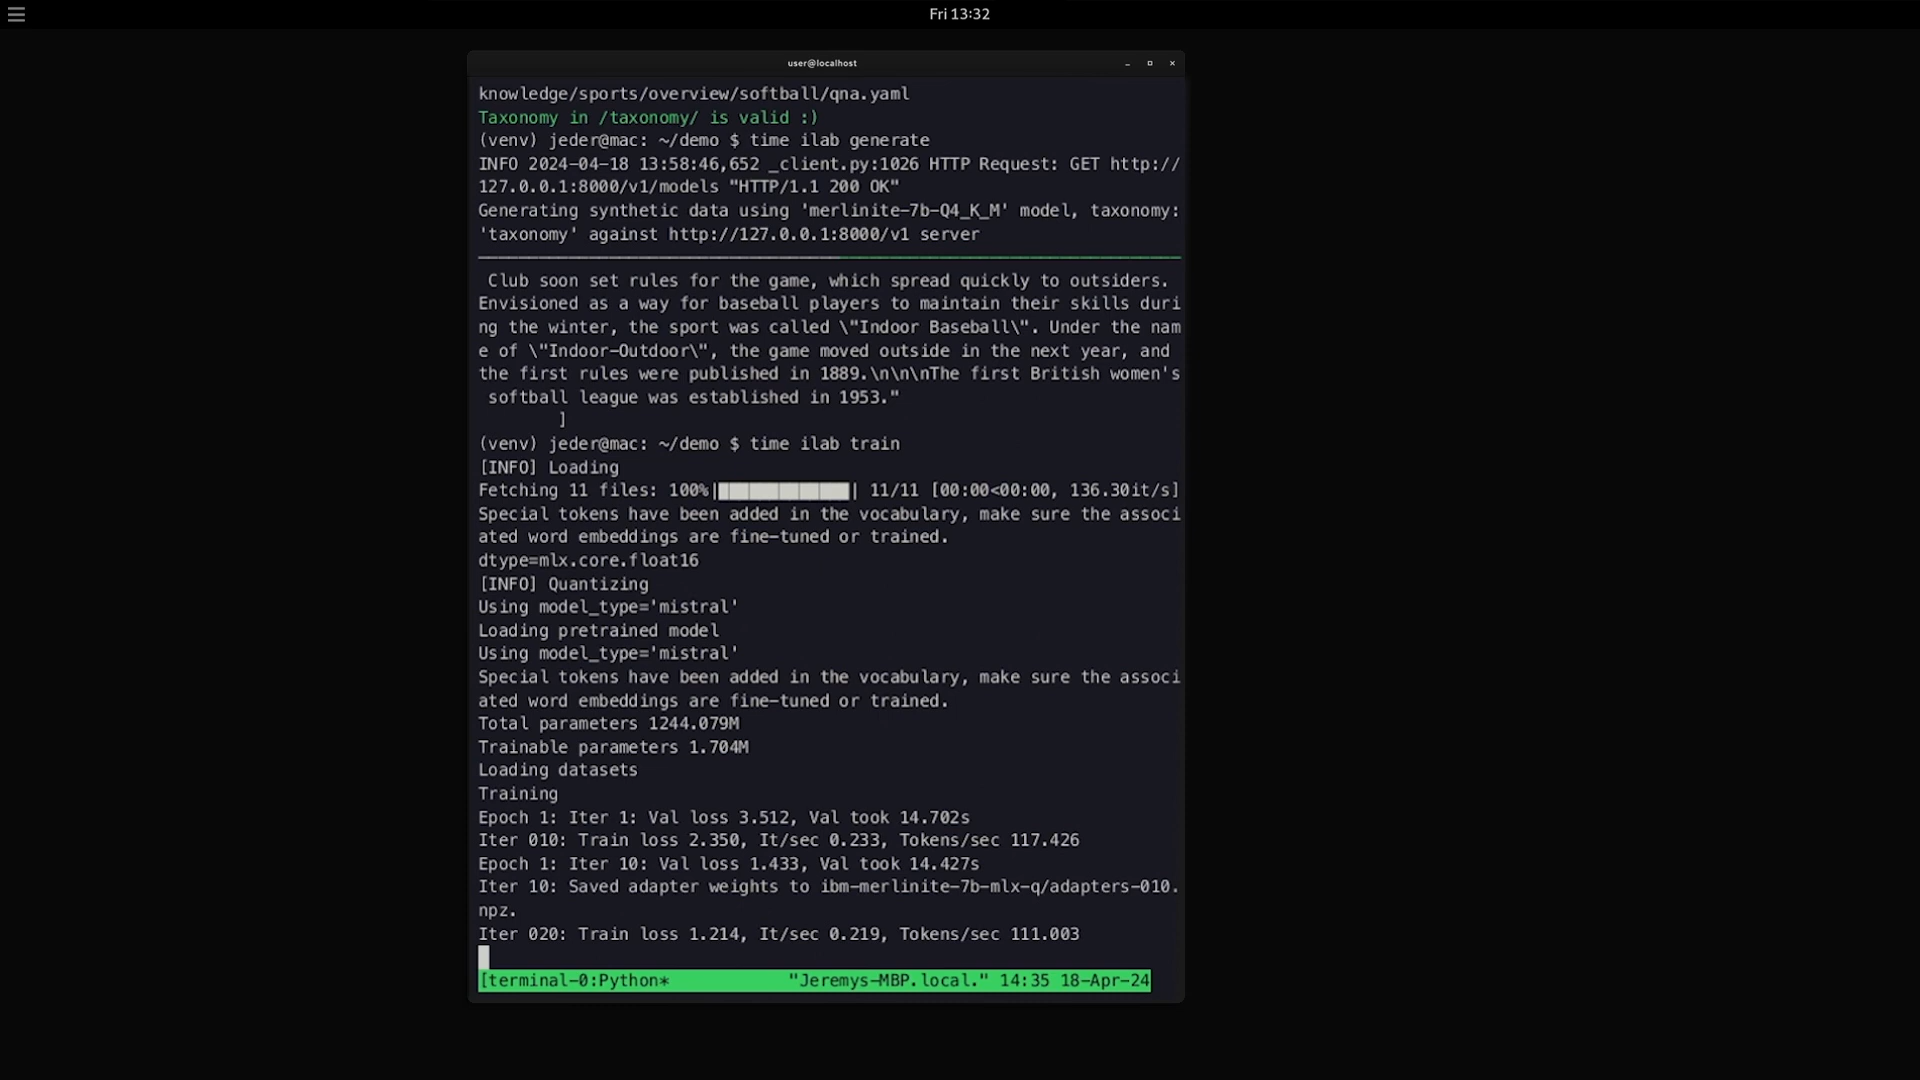 Fri 13:32
user@localhost
knowledge/sports/overview/softball/qna.yaml
Taxonomy in /taxonomy/ is valid :)
(venv) jeder@mac: ~/demo $ time ilab generate
INFO 2024-04-18 13:58:46,652 _client.py:1026 HTTP Request: GET http://
127.0.0.1:8000/v1/models "HTTP/1.1 200 OK"
Generating synthetic data using 'merlinite-7b-Q4_K_M' model, taxonomy:
'taxonomy' against http://127.0.0.1:8000/v1 server
Club soon set rules for the game, which spread quickly to outsiders.
Envisioned as a way for baseball players to maintain their skills duri
ng the winter, the sport was called \"Indoor Baseball\". Under the nam
e of \"Indoor-Outdoor\", the game moved outside in the next year, and
the first rules were published in 1889.\n\n\nThe first British women's
softball league was established in 1953."
]
(venv) jeder@mac: ~/demo $ time ilab train
[INFO] Loading
Fetching 11 files: 100%|█████████████| 11/11 [00:00<00:00, 136.30it/s]
Special tokens have been added in the vocabulary, make sure the associ
ated word embeddings are fine-tuned or trained.
dtype=mlx.core.float16
[INFO] Quantizing
Using model_type='mistral'
Loading pretrained model
Using model_type='mistral'
Special tokens have been added in the vocabulary, make sure the associ
ated word embeddings are fine-tuned or trained.
Total parameters 1244.079M
Trainable parameters 1.704M
Loading datasets
Training
Epoch 1: Iter 1: Val loss 3.512, Val took 14.702s
Iter 010: Train loss 2.350, It/sec 0.233, Tokens/sec 117.426
Epoch 1: Iter 10: Val loss 1.433, Val took 14.427s
Iter 10: Saved adapter weights to ibm-merlinite-7b-mlx-q/adapters-010.
npz.
Iter 020: Train loss 1.214, It/sec 0.219, Tokens/sec 111.003
[terminal-0:Python* "Jeremys-MBP.local." 14:35 18-Apr-24